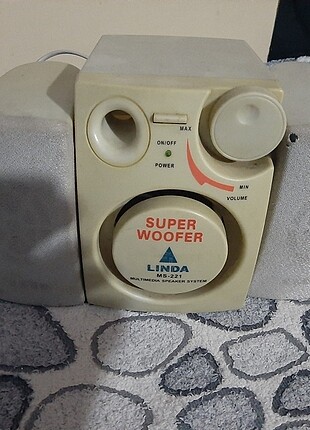 MAX
ON/OFF
POWER
MIN
VOLUME
SUPER
WOOFER
LINDA
MS-221
MULTIMEDIA SPEAKER SYSTEM